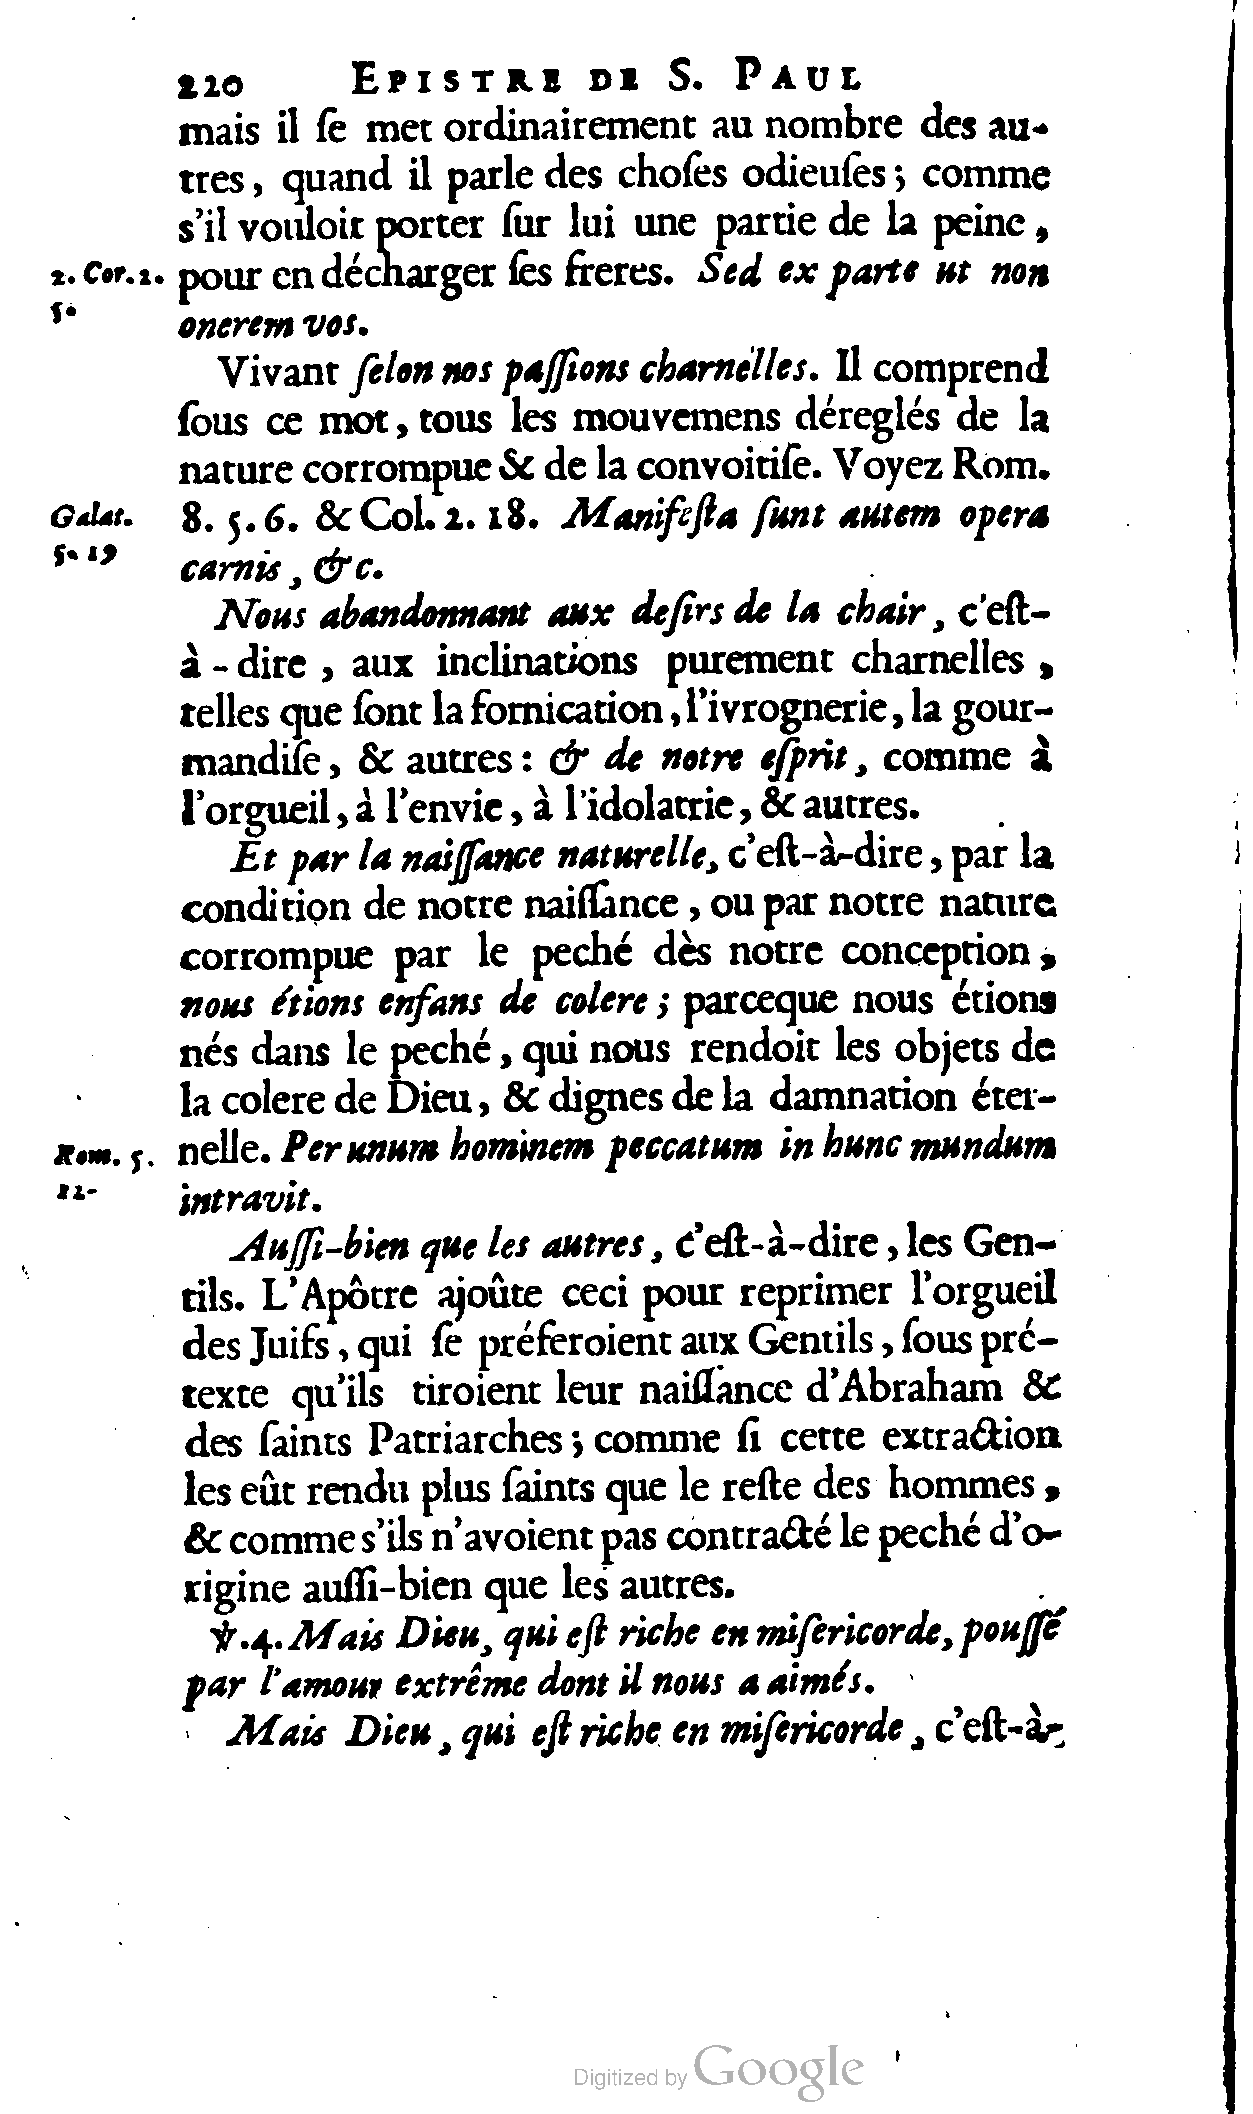 220 EPISTRE DE S. PAUL
mais il ſe met ordinairement au nombre des au-
tres, quand il parle des choſes odieuſes; comme
s'il vouloit porter ſur lui une partie de la peine,
2. Cor. 2. pour en décharger ſes freres. Sed ex parte ut non
5. onerem vos.
Vivant ſelon nos paſſions charnelles. Il comprend
ſous ce mot, tous les mouvemens déreglés de la
nature corrompue & de la convoitiſe. Voyez Rom.
Galat. 8. 5. 6. & Col. 2. 18. Manifeſta ſunt autem opera
5. 19 carnis, &c.
Nous abandonnant aux deſirs de la chair, c'eſt-
à-dire, aux inclinations purement charnelles,
telles que ſont la fornication, l'ivrognerie, la gour-
mandiſe, & autres: & de notre eſprit, comme à
l'orgueil, à l'envie, à l'idolatrie, & autres.
Et par la naiſſance naturelle, c'eſt-à-dire, par la
condition de notre naiſſance, ou par notre nature
corrompue par le peché dès notre conception,
nous étions enfans de colere; parceque nous étions
nés dans le peché, qui nous rendoit les objets de
la colere de Dieu, & dignes de la damnation éter-
Rom. 5. nelle. Per unum hominem peccatum in hunc mundum
12. intravit.
Auſſi-bien que les autres, c'eſt-à-dire, les Gen-
tils. L'Apôtre ajoûte ceci pour reprimer l'orgueil
des Juifs, qui ſe préferoient aux Gentils, ſous pré-
texte qu'ils tiroient leur naiſſance d'Abraham &
des ſaints Patriarches; comme ſi cette extraction
les eût rendu plus ſaints que le reſte des hommes,
& comme s'ils n'avoient pas contracté le peché d'o-
rigine auſſi-bien que les autres.
℣. 4. Mais Dieu, qui eſt riche en miſericorde, pouſſé
par l'amour extrême dont il nous a aimés.
Mais Dieu, qui eſt riche en miſericorde, c'eſt-à-
Digitized by Google